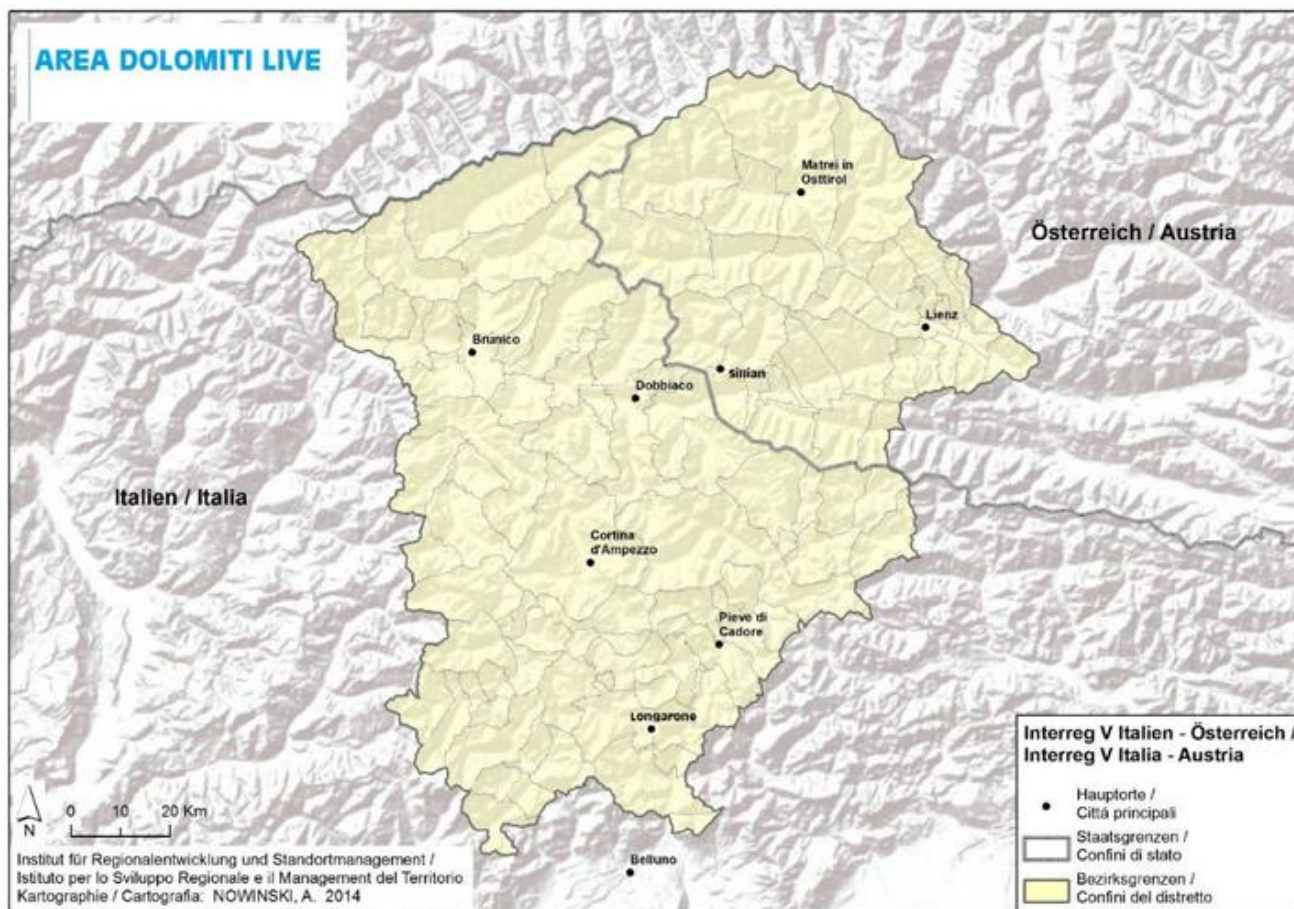 AREA DOLOMITI LIVE
Matrei in
Osttirol
Österreich / Austria
Lienz
Brunico
Sillian
Dobbiaco
Italien / Italia
Cortina
d'Ampezzo
Pieve di
Cadore
Longarone
Interreg V Italien - Österreich /
Interreg V Italia - Austria
Hauptorte /
Cittá principali
Staatsgrenzen /
Confini di stato
Bezirksgrenzen /
Confini del distretto
0 10 20 Km
N
Belluno
Institut für Regionalentwicklung und Standortmanagement /
Istituto per lo Sviluppo Regionale e il Management del Territorio
Kartographie / Cartografia: NOWINSKI, A. 2014